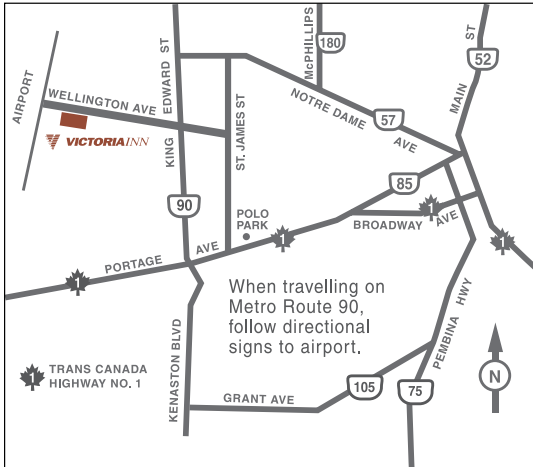 McPHILLIPS
180
MAIN ST
52
AIRPORT
WELLINGTON AVE
KING EDWARD ST
ST. JAMES ST
NOTRE DAME AVE
57
VICTORIA INN
90
85
POLO
PARK
1
BROADWAY AVE
1
1
PORTAGE AVE
1
When travelling on
Metro Route 90,
follow directional
signs to airport.
PEMBINA HWY
1
TRANS CANADA
HIGHWAY NO. 1
KENASTON BLVD
GRANT AVE
105
75
N